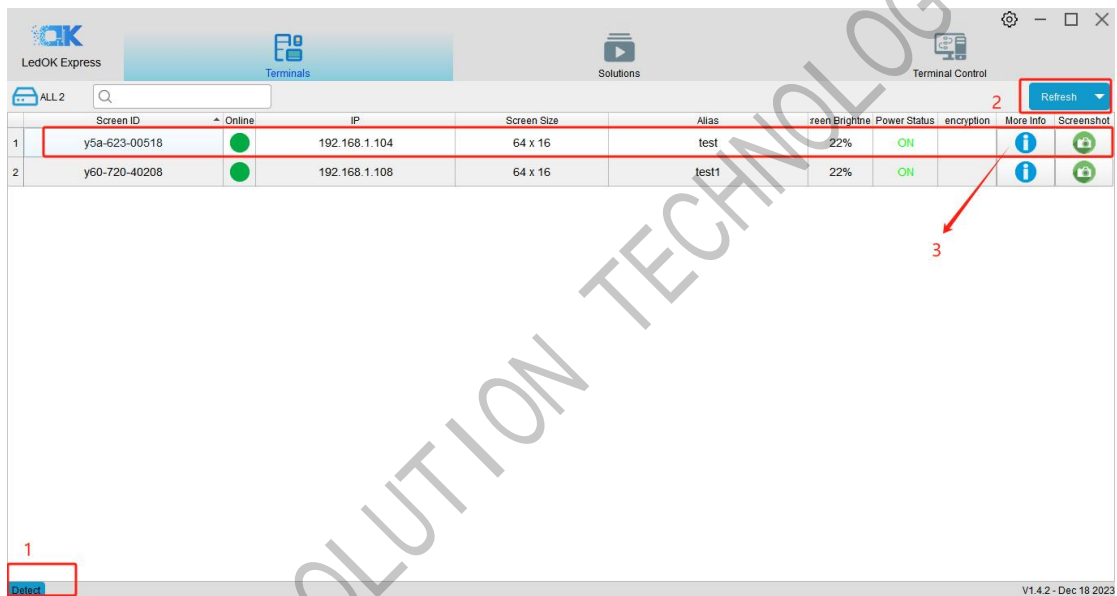 OK
LedOK Express
Terminals
Solutions
Terminal Control
ALL 2
2
Refresh
Screen ID Online IP Screen Size Alias reen Brightne Power Status encryption More Info Screenshot
1 y5a-623-00518 192.168.1.104 64 x 16 test 22% ON
2 y60-720-40208 192.168.1.108 64 x 16 test1 22% ON
3
1
Detect
V1.4.2 - Dec 18 2023
OLUTION TECHNOLOG